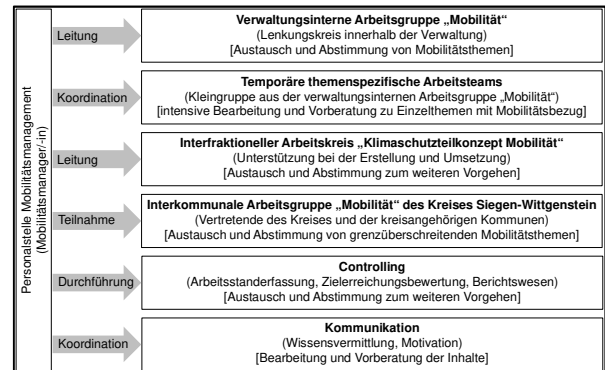 Personalstelle Mobilitätsmanagement
(Mobilitätsmanager/-in)
Leitung
Verwaltungsinterne Arbeitsgruppe „Mobilität“
(Lenkungskreis innerhalb der Verwaltung)
[Austausch und Abstimmung von Mobilitätsthemen]
Koordination
Temporäre themenspezifische Arbeitsteams
(Kleingruppe aus der verwaltungsinternen Arbeitsgruppe „Mobilität“)
[intensive Bearbeitung und Vorberatung zu Einzelthemen mit Mobilitätsbezug]
Leitung
Interfraktioneller Arbeitskreis „Klimaschutzteilkonzept Mobilität“
(Unterstützung bei der Erstellung und Umsetzung)
[Austausch und Abstimmung zum weiteren Vorgehen]
Teilnahme
Interkommunale Arbeitsgruppe „Mobilität“ des Kreises Siegen-Wittgenstein
(Vertretende des Kreises und der kreisangehörigen Kommunen)
[Austausch und Abstimmung von grenzüberschreitenden Mobilitätsthemen]
Durchführung
Controlling
(Arbeitsstanderfassung, Zielerreichungsbewertung, Berichtswesen)
[Austausch und Abstimmung zum weiteren Vorgehen]
Koordination
Kommunikation
(Wissensvermittlung, Motivation)
[Bearbeitung und Vorberatung der Inhalte]